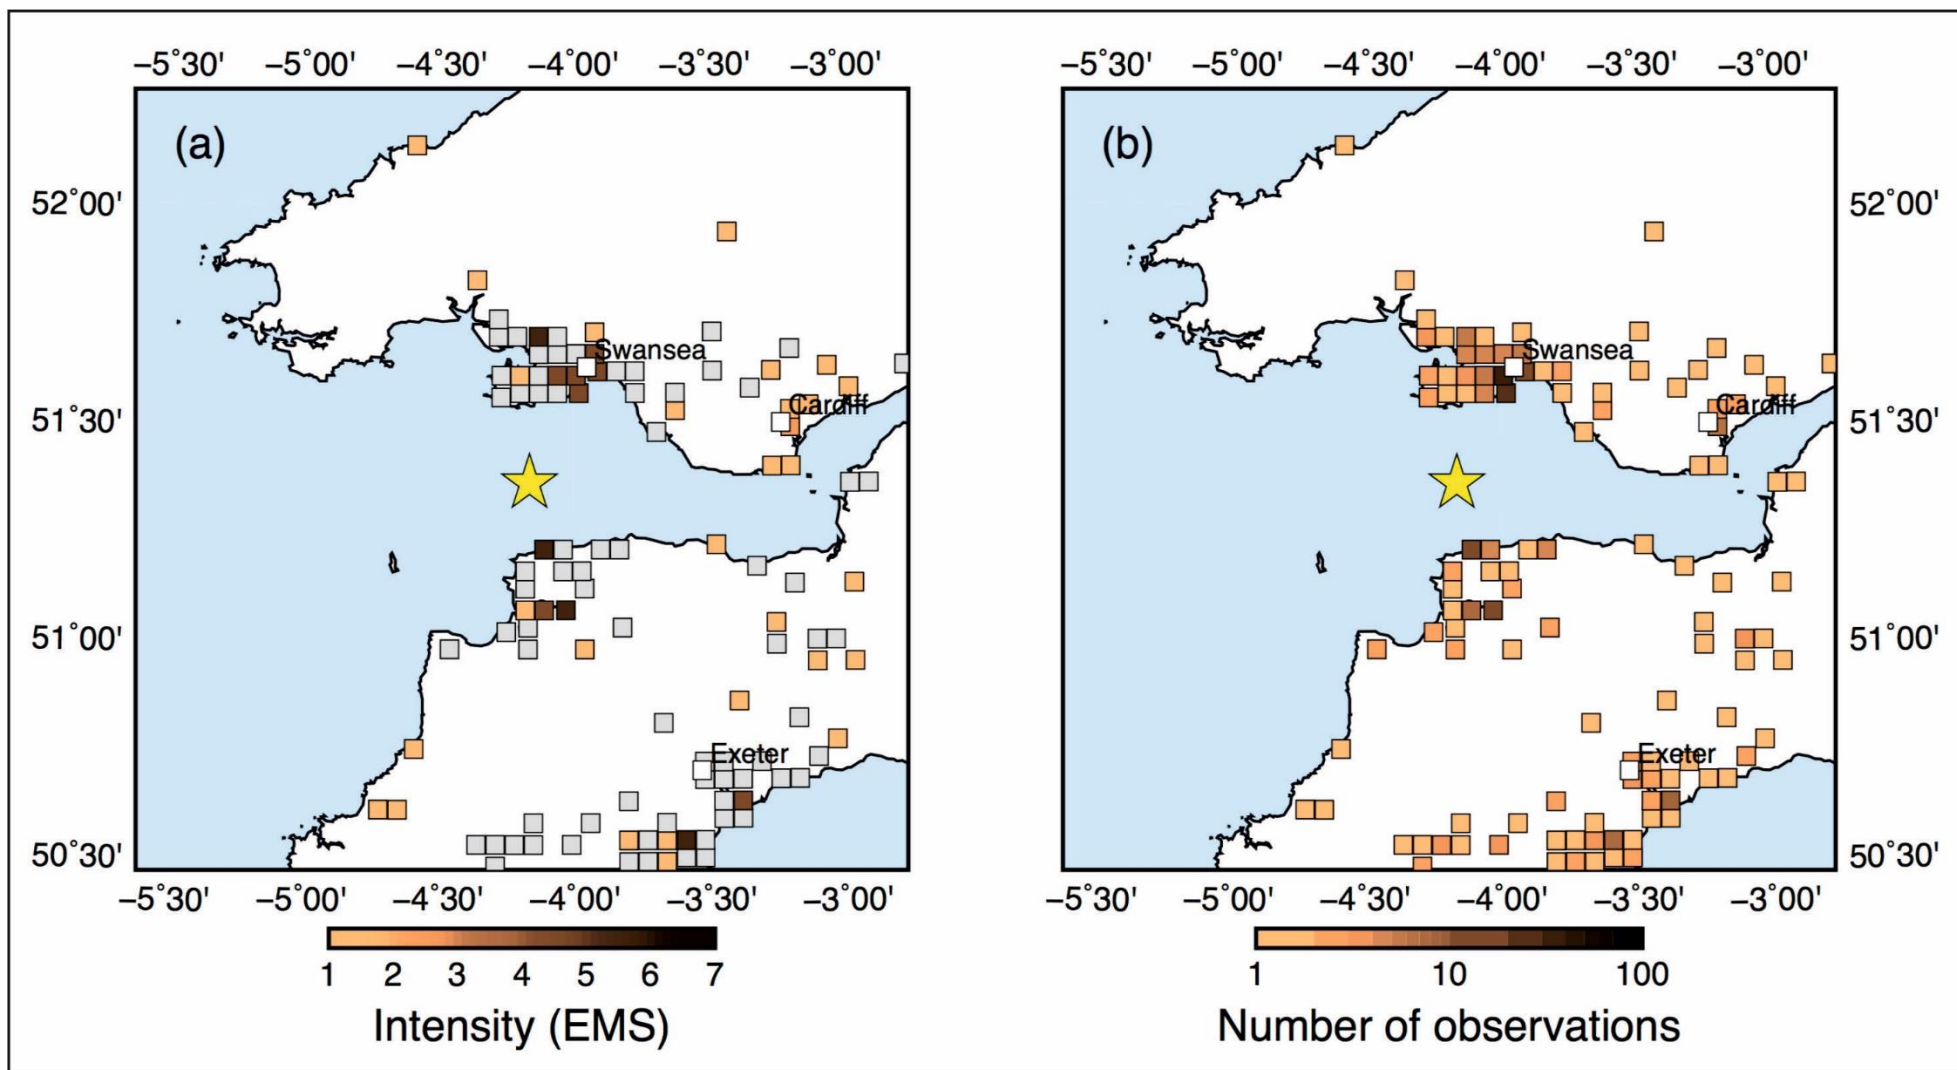 −5˚30' −5˚00' −4˚30' −4˚00' −3˚30' −3˚00' −5˚30' −5˚00' −4˚30' −4˚00' −3˚30' −3˚00'
(a) (b)
52˚00' 52˚00'
Swansea Swansea
Cardiff Cardiff
51˚30' 51˚30'
51˚00' 51˚00'
Exeter Exeter
50˚30' 50˚30'
−5˚30' −5˚00' −4˚30' −4˚00' −3˚30' −3˚00' −5˚30' −5˚00' −4˚30' −4˚00' −3˚30' −3˚00'
1 2 3 4 5 6 7 1 10 100
Intensity (EMS) Number of observations